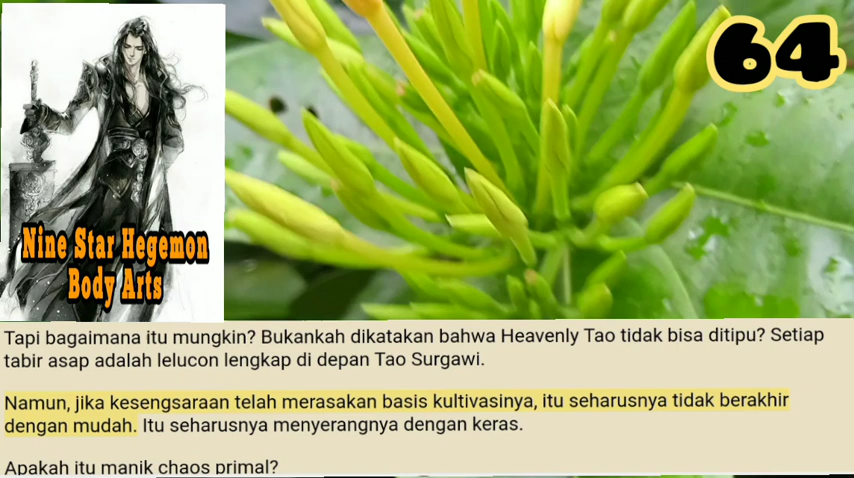 64
Nine Star Hegemon
Body Arts
Tapi bagaimana itu mungkin? Bukankah dikatakan bahwa Heavenly Tao tidak bisa ditipu? Setiap
tabir asap adalah lelucon lengkap di depan Tao Surgawi.
Namun, jika kesengsaraan telah merasakan basis kultivasinya, itu seharusnya tidak berakhir
dengan mudah. Itu seharusnya menyerangnya dengan keras.
Apakah itu manik chaos primal?